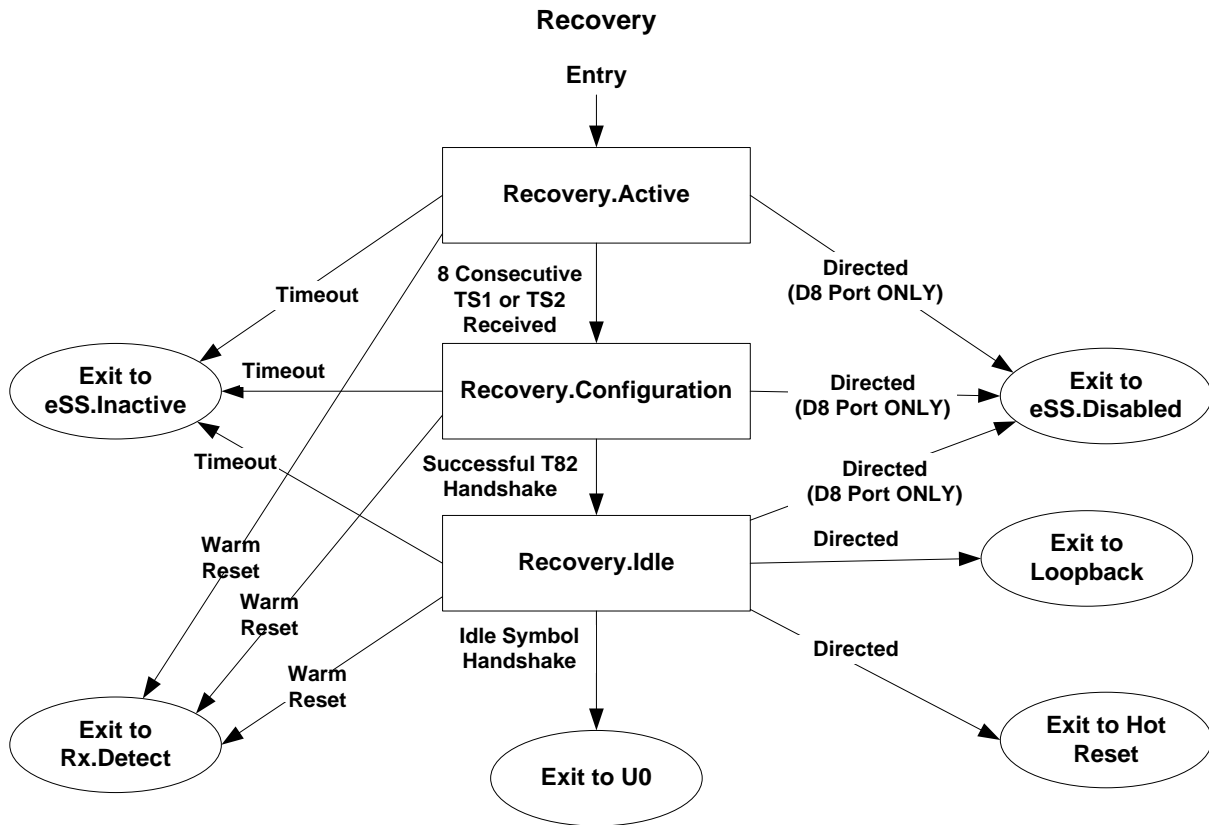 Recovery
Entry
Recovery.Active
8 Consecutive
TS1 or TS2
Received
Timeout
Directed
(D8 Port ONLY)
Exit to
eSS.Inactive
Timeout
Recovery.Configuration
Directed
(D8 Port ONLY)
Exit to
eSS.Disabled
Timeout
Successful T82
Handshake
Directed
(D8 Port ONLY)
Warm
Reset
Recovery.Idle
Directed
Exit to
Loopback
Warm
Reset
Idle Symbol
Handshake
Directed
Warm
Reset
Exit to
Rx.Detect
Exit to U0
Exit to Hot
Reset